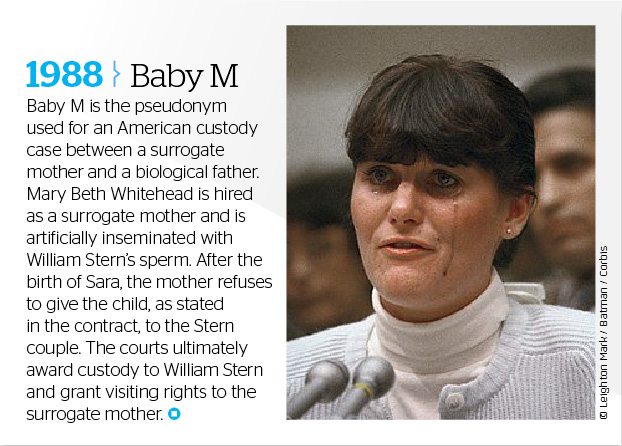 1988 Baby M
Baby M is the pseudonym
used for an American custody
case between a surrogate
mother and a biological father.
Mary Beth Whitehead is hired
as a surrogate mother and is
artificially inseminated with
William Stern's sperm. After the
birth of Sara, the mother refuses
to give the child, as stated
in the contract, to the Stern
couple. The courts ultimately
award custody to William Stern
and grant visiting rights to the
surrogate mother.
© Leighton Mark / Batman / Corbis